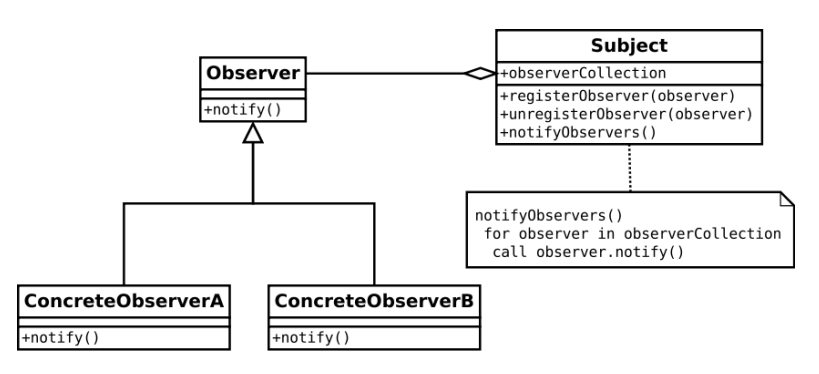 Subject
+observerCollection
+registerObserver(observer)
+unregisterObserver(observer)
+notifyObservers()
Observer
+notify()
notifyObservers()
for observer in observerCollection
call observer.notify()
ConcreteObserverA
+notify()
ConcreteObserverB
+notify()